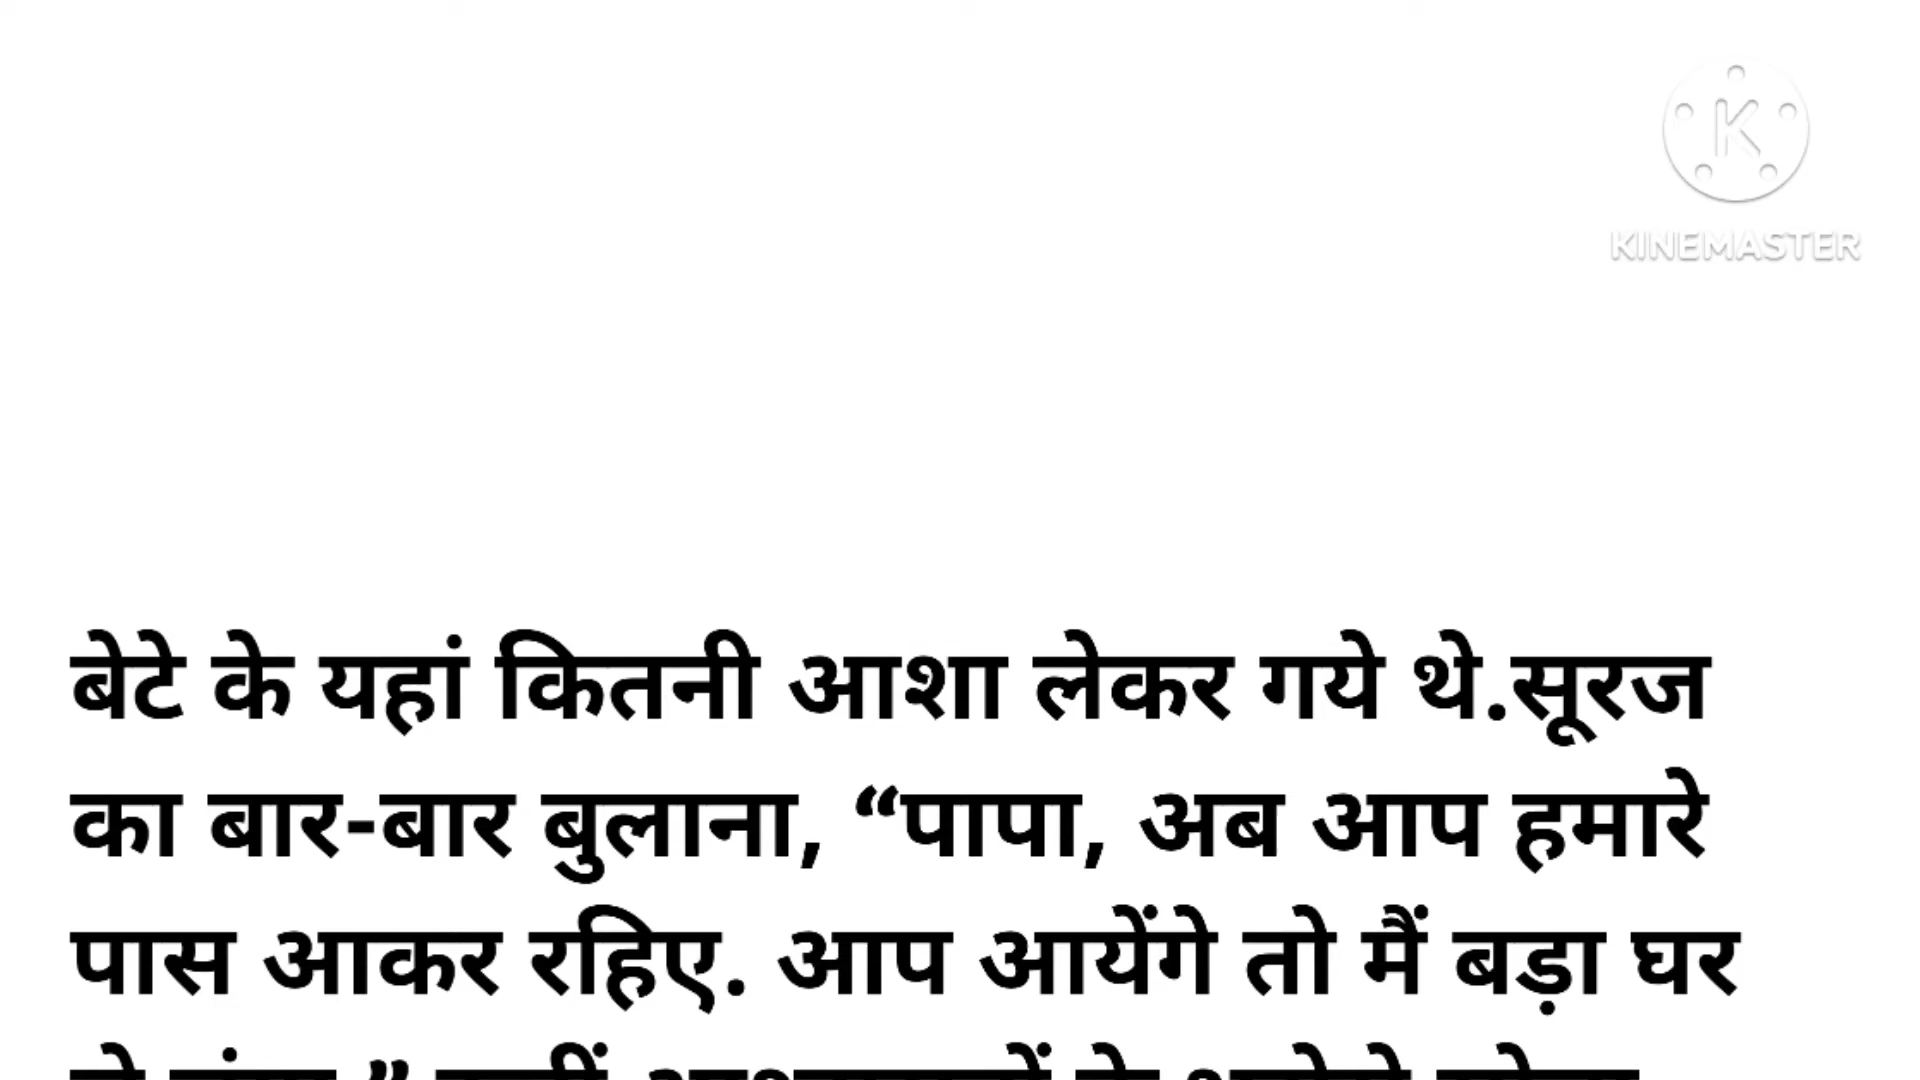 K
KINEMASTER
बेटे के यहां कितनी आशा लेकर गये थे.सूरज
का बार-बार बुलाना, “पापा, अब आप हमारे
पास आकर रहिए. आप आयेंगे तो मैं बड़ा घर